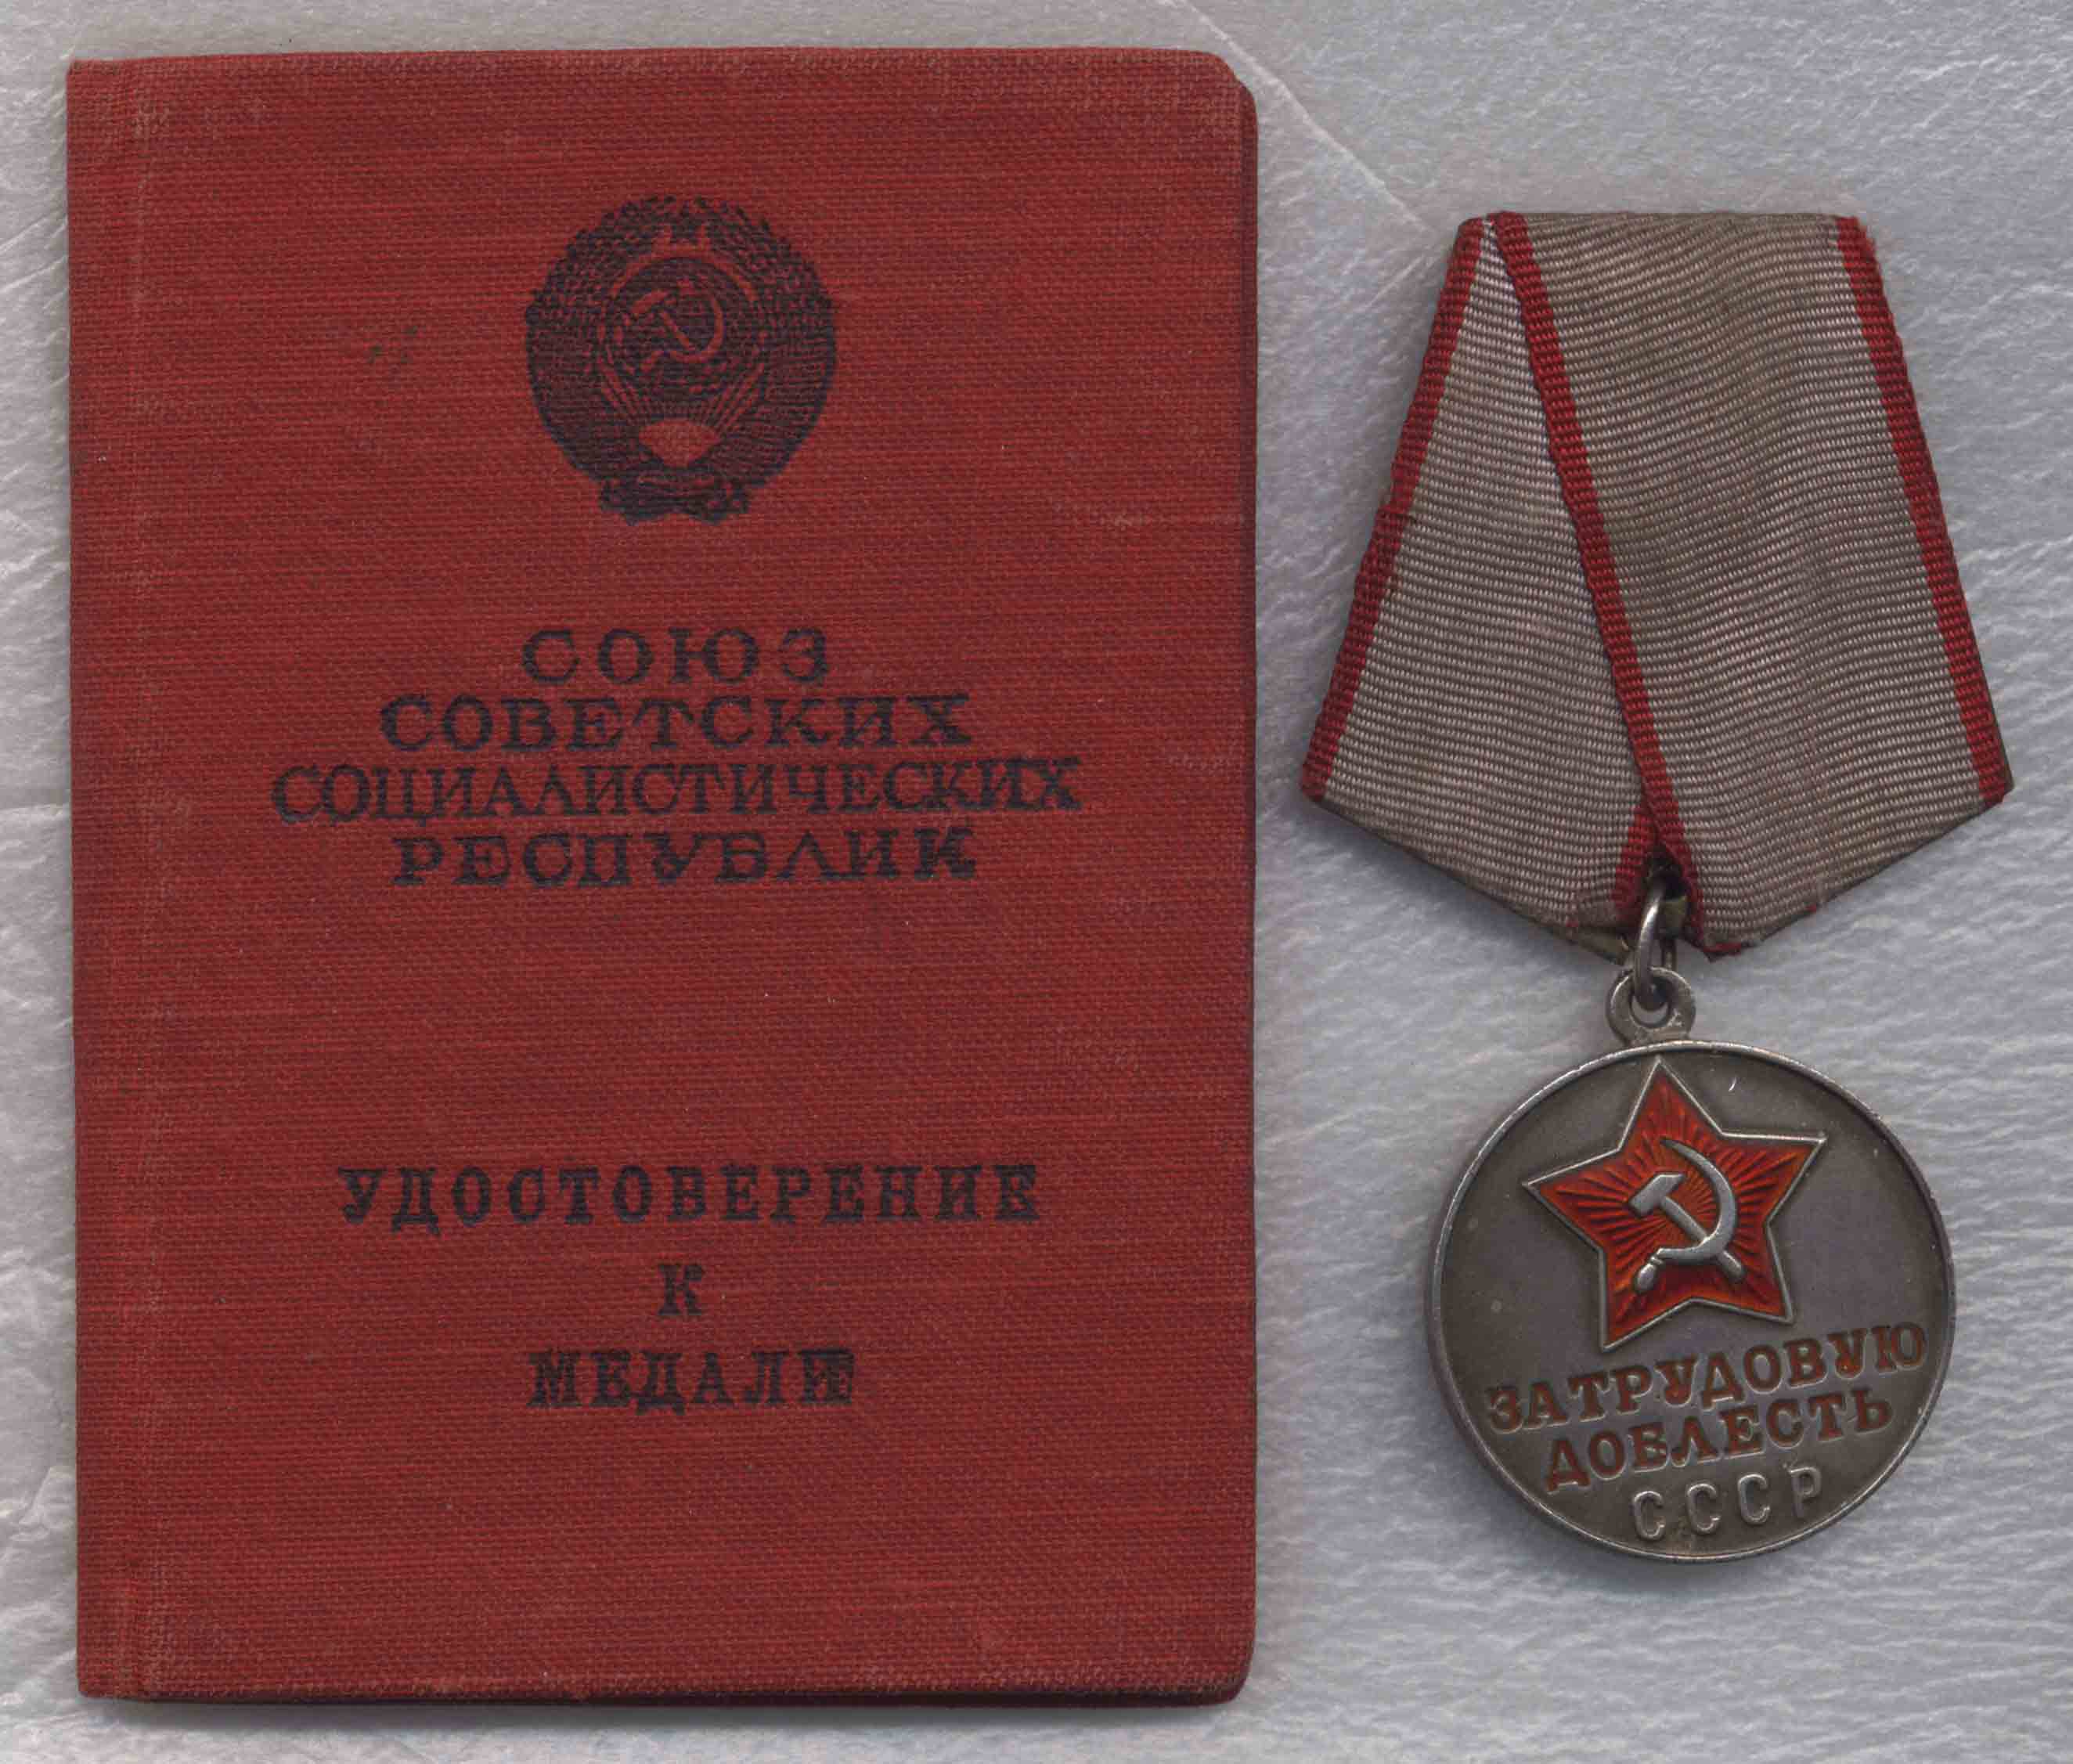 СОЮЗ
СОВЕТСКИХ
СОЦИАЛИСТИЧЕСКИХ
РЕСПУБЛИК
УДОСТОВЕРЕНИЕ
К
МЕДАЛИ
ЗА ТРУДОВУЮ
ДОБЛЕСТЬ
СССР